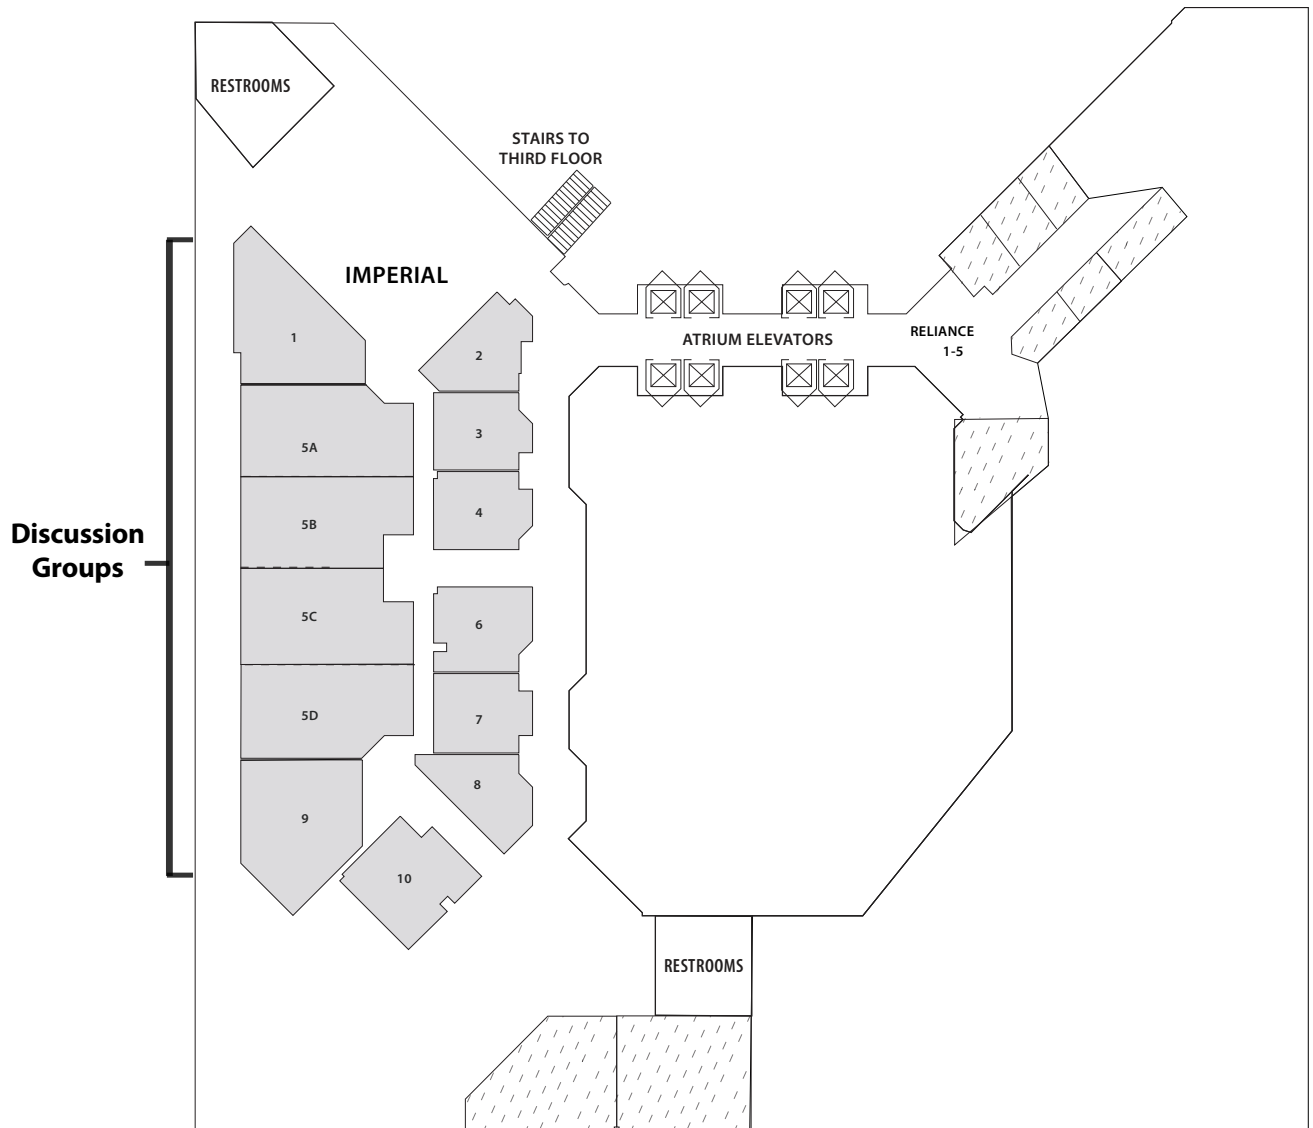 RESTROOMS
STAIRS TO
THIRD FLOOR
IMPERIAL
1
2
ATRIUM ELEVATORS
RELIANCE
1-5
3
5A
4
5B
Discussion
Groups
5C
6
5D
7
8
9
10
RESTROOMS